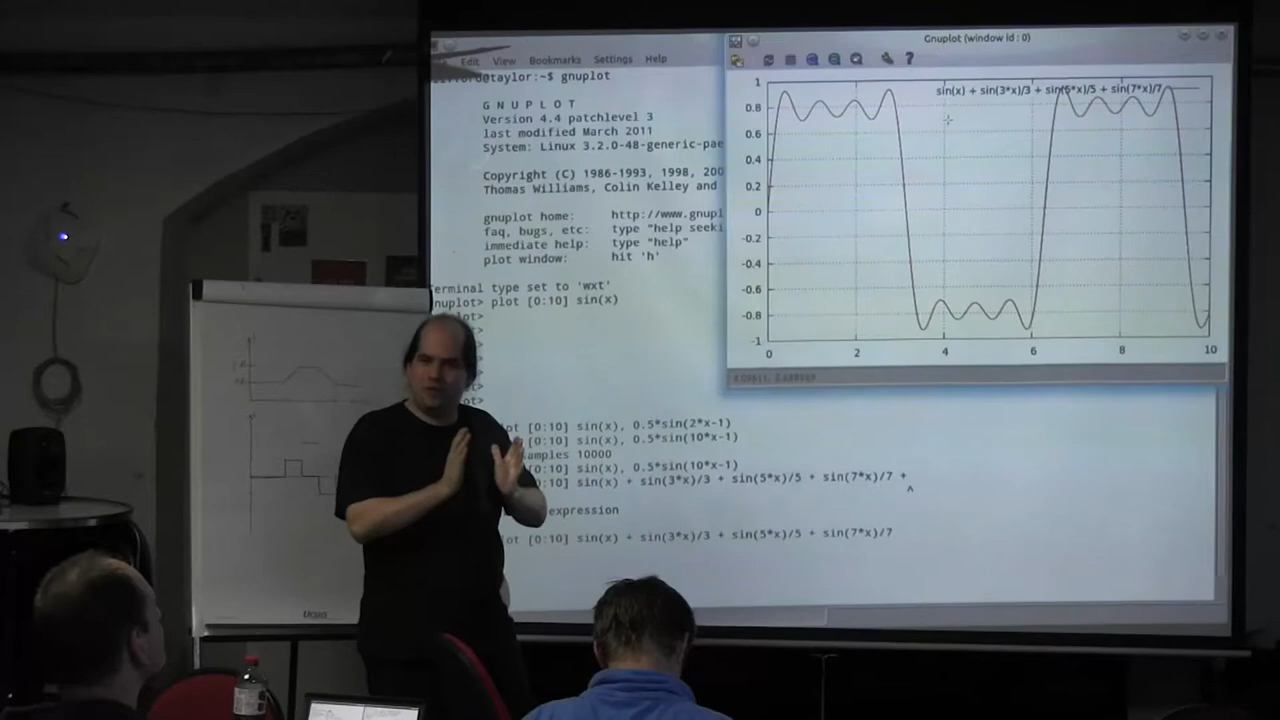 Edit View Bookmarks Settings Help
@taylor:~$ gnuplot
G N U P L O T
Version 4.4 patchlevel 3
last modified March 2011
System: Linux 3.2.0-48-generic-pae
Copyright (C) 1986-1993, 1998, 200
Thomas Williams, Colin Kelley and
gnuplot home: http://www.gnupl
faq, bugs, etc: type "help seeki
immediate help: type "help"
plot window: hit 'h'
Terminal type set to 'wxt'
gnuplot> plot [0:10] sin(x)
plot>
>
>
>
>
ot>
ot [0:10] sin(x), 0.5*sin(2*x-1)
[0:10] sin(x), 0.5*sin(10*x-1)
amples 10000
[0:10] sin(x), 0.5*sin(10*x-1)
[0:10] sin(x) + sin(3*x)/3 + sin(5*x)/5 + sin(7*x)/7 +
^
expression
lot [0:10] sin(x) + sin(3*x)/3 + sin(5*x)/5 + sin(7*x)/7
Gnuplot (window id : 0)
?
sin(x) + sin(3*x)/3 + sin(5*x)/5 + sin(7*x)/7
1
0.8
0.6
0.4
0.2
0
-0.2
-0.4
-0.6
-0.8
-1
0 2 4 6 8 10
Ursus